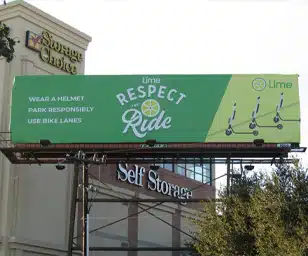 Storage
Choice
Lime
RESPECT
THE
Ride
WEAR A HELMET
PARK RESPONSIBLY
USE BIKE LANES
Lime
Self Storage